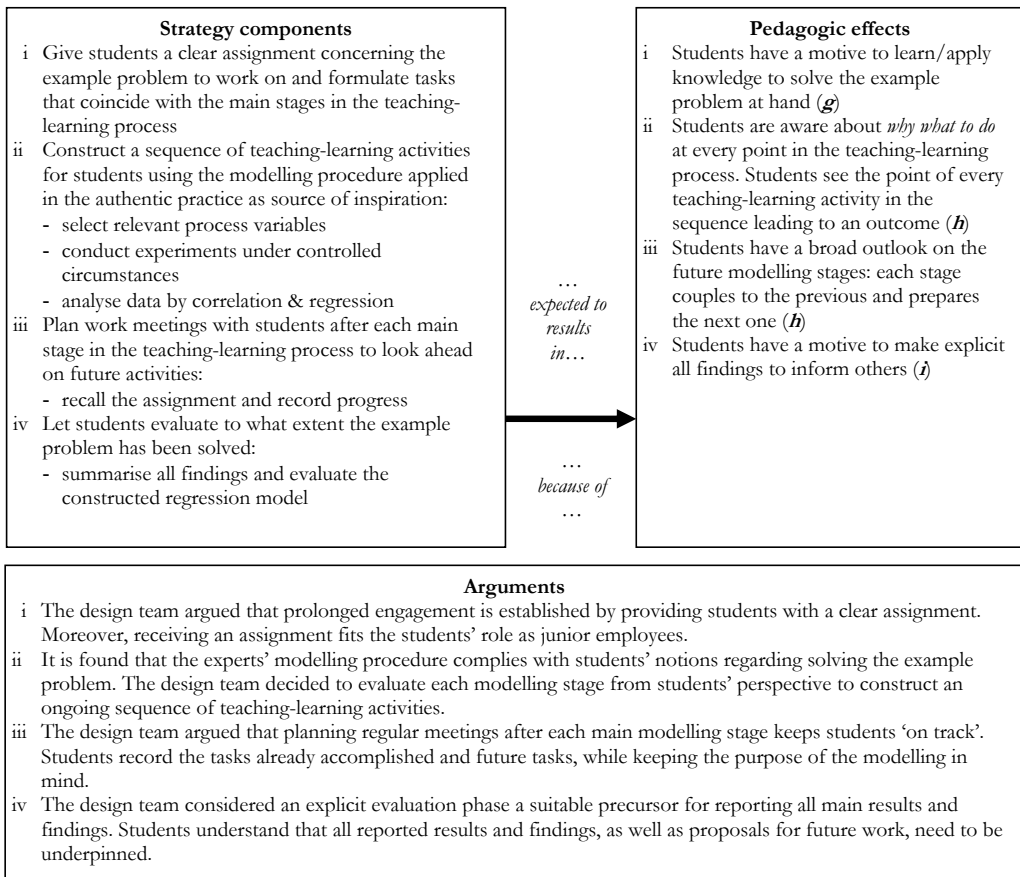 Strategy components
i Give students a clear assignment concerning the
example problem to work on and formulate tasks
that coincide with the main stages in the teaching-
learning process
ii Construct a sequence of teaching-learning activities
for students using the modelling procedure applied
in the authentic practice as source of inspiration:
- select relevant process variables
- conduct experiments under controlled
circumstances
- analyse data by correlation & regression
iii Plan work meetings with students after each main
stage in the teaching-learning process to look ahead
on future activities:
- recall the assignment and record progress
iv Let students evaluate to what extent the example
problem has been solved:
- summarise all findings and evaluate the
constructed regression model
…
expected to
results
in…
…
because of
…
Pedagogic effects
i Students have a motive to learn/apply
knowledge to solve the example
problem at hand (g)
ii Students are aware about why what to do
at every point in the teaching-learning
process. Students see the point of every
teaching-learning activity in the
sequence leading to an outcome (h)
iii Students have a broad outlook on the
future modelling stages: each stage
couples to the previous and prepares
the next one (h)
iv Students have a motive to make explicit
all findings to inform others (i)
Arguments
i The design team argued that prolonged engagement is established by providing students with a clear assignment.
Moreover, receiving an assignment fits the students’ role as junior employees.
ii It is found that the experts’ modelling procedure complies with students’ notions regarding solving the example
problem. The design team decided to evaluate each modelling stage from students’ perspective to construct an
ongoing sequence of teaching-learning activities.
iii The design team argued that planning regular meetings after each main modelling stage keeps students ‘on track’.
Students record the tasks already accomplished and future tasks, while keeping the purpose of the modelling in
mind.
iv The design team considered an explicit evaluation phase a suitable precursor for reporting all main results and
findings. Students understand that all reported results and findings, as well as proposals for future work, need to be
underpinned.